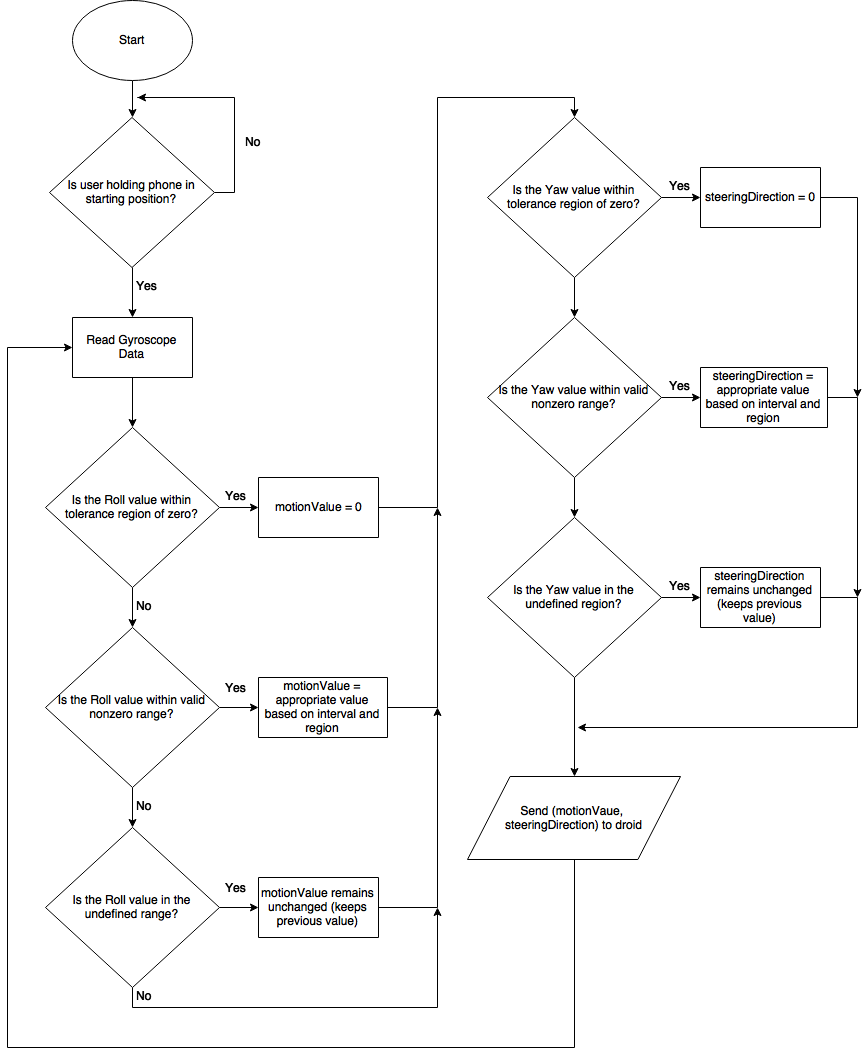 Start
No
Is user holding phone in
starting position?
Yes
Read Gyroscope
Data
Is the Roll value within
tolerance region of zero?
Yes
motionValue = 0
No
Is the Roll value within valid
nonzero range?
Yes
motionValue =
appropriate value
based on interval and
region
No
Is the Roll value in the
undefined range?
Yes
motionValue remains
unchanged (keeps
previous value)
No
Is the Yaw value within
tolerance region of zero?
Yes
steeringDirection = 0
Is the Yaw value within valid
nonzero range?
Yes
steeringDirection =
appropriate value
based on interval and
region
Is the Yaw value in the
undefined region?
Yes
steeringDirection
remains unchanged
(keeps previous
value)
Send (motionVaue,
steeringDirection) to droid